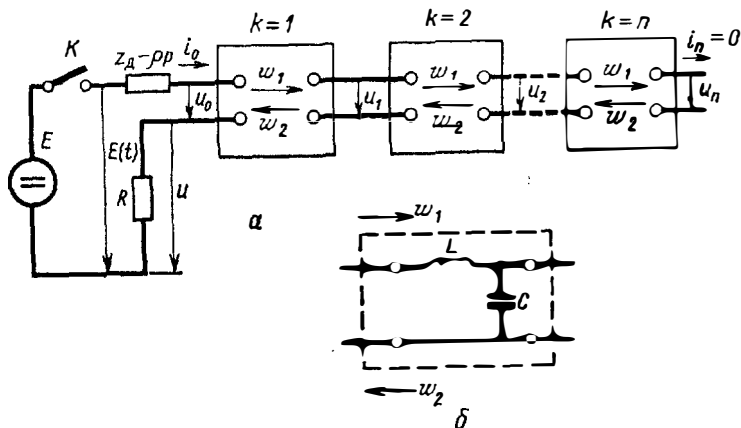 k=1
k=2
k=n
K
z_д-ρp
i_0
i_n=0
w_1
w_1
w_1
E
E(t)
u_0
u_1
u_2
u_n
w_2
w_2
w_2
R
u
а
w_1
L
C
w_2
б